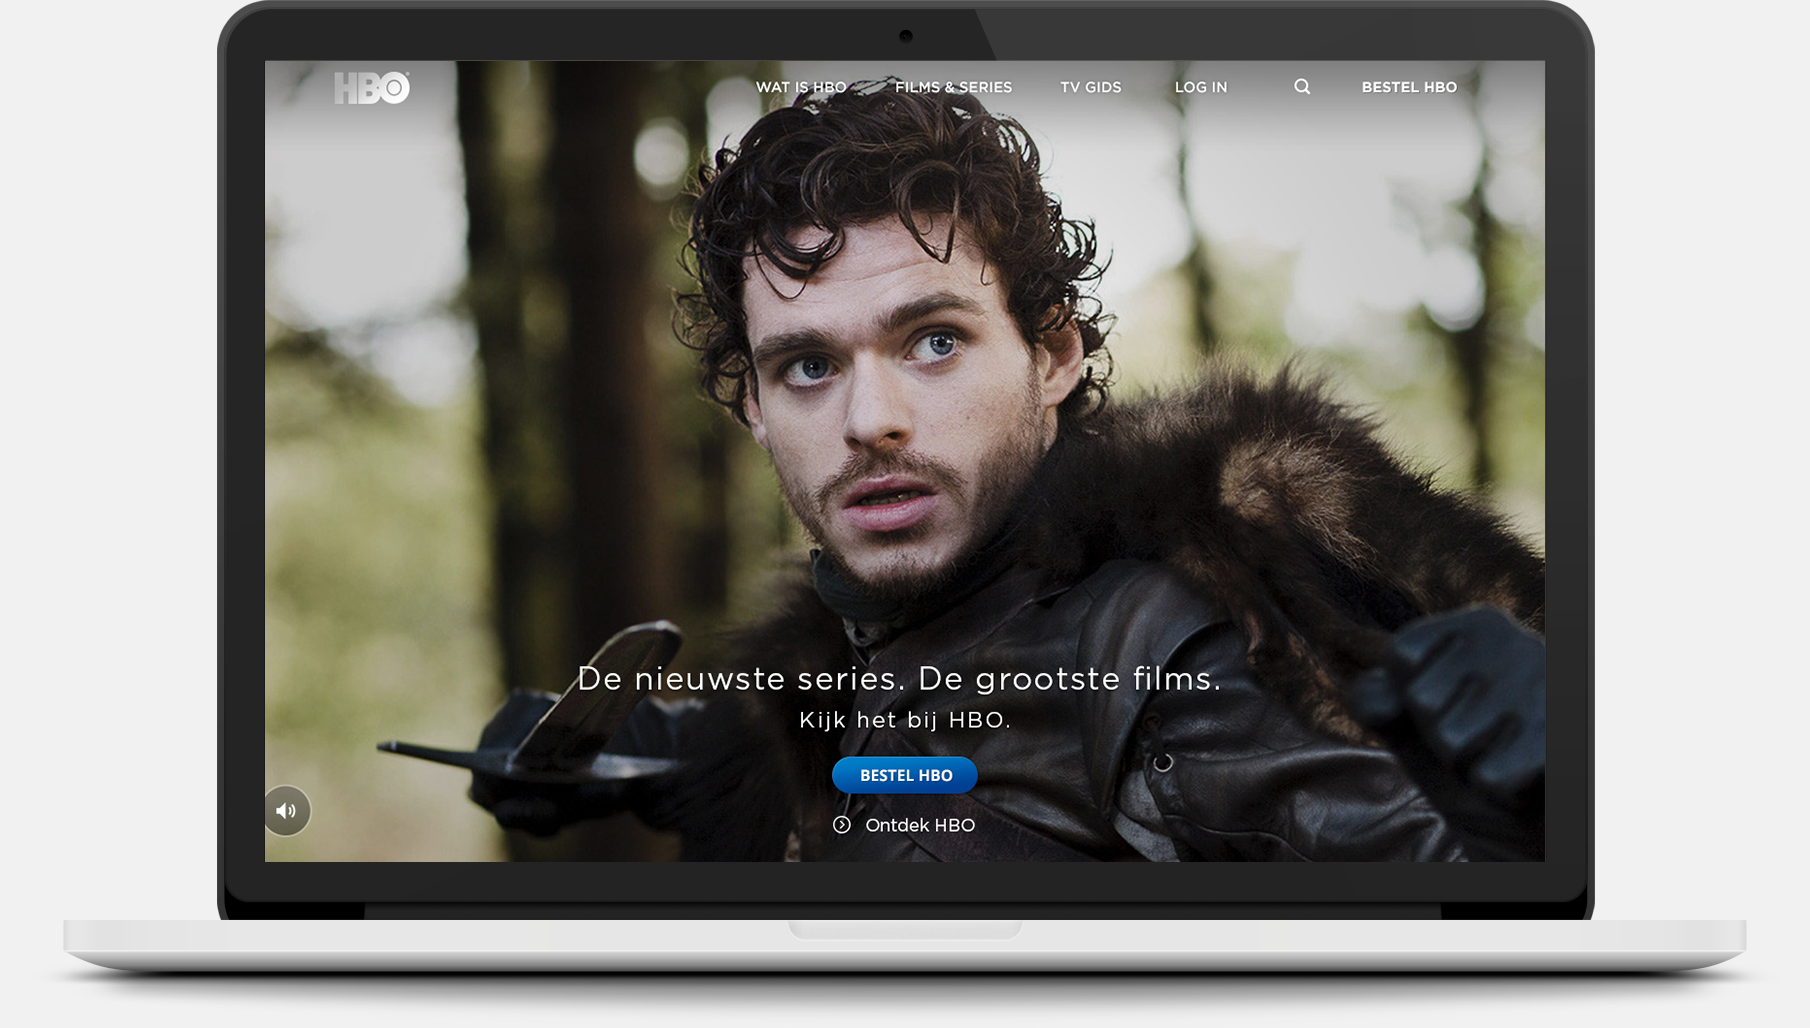 HBO
WAT IS HBO FILMS & SERIES TV GIDS LOG IN BESTEL HBO
De nieuwste series. De grootste films.
Kijk het bij HBO.
BESTEL HBO
Ontdek HBO